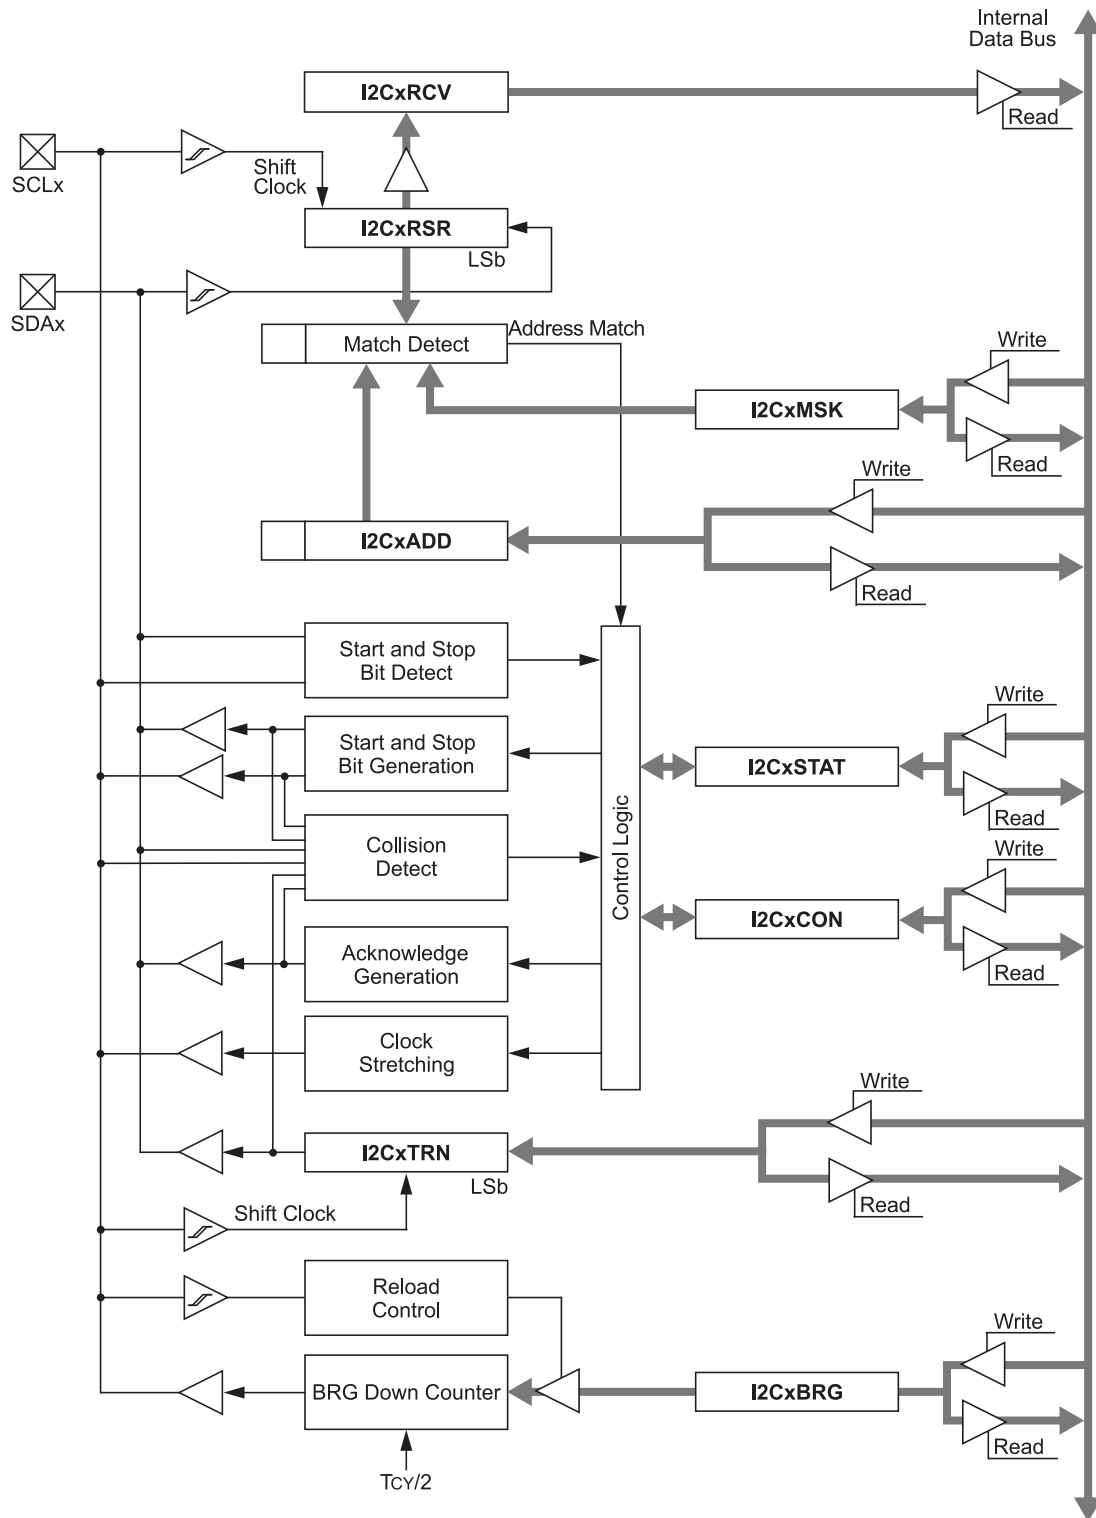 Internal
Data Bus
I2CxRCV
Read
SCLx
Shift
Clock
I2CxRSR
LSb
SDAx
Address Match
Match Detect
Write
I2CxMSK
Read
Write
I2CxADD
Read
Start and Stop
Bit Detect
Write
Start and Stop
Bit Generation
I2CxSTAT
Read
Control Logic
Collision
Detect
Write
I2CxCON
Read
Acknowledge
Generation
Clock
Stretching
Write
I2CxTRN
LSb
Read
Shift Clock
Reload
Control
Write
BRG Down Counter
I2CxBRG
Read
TCY/2